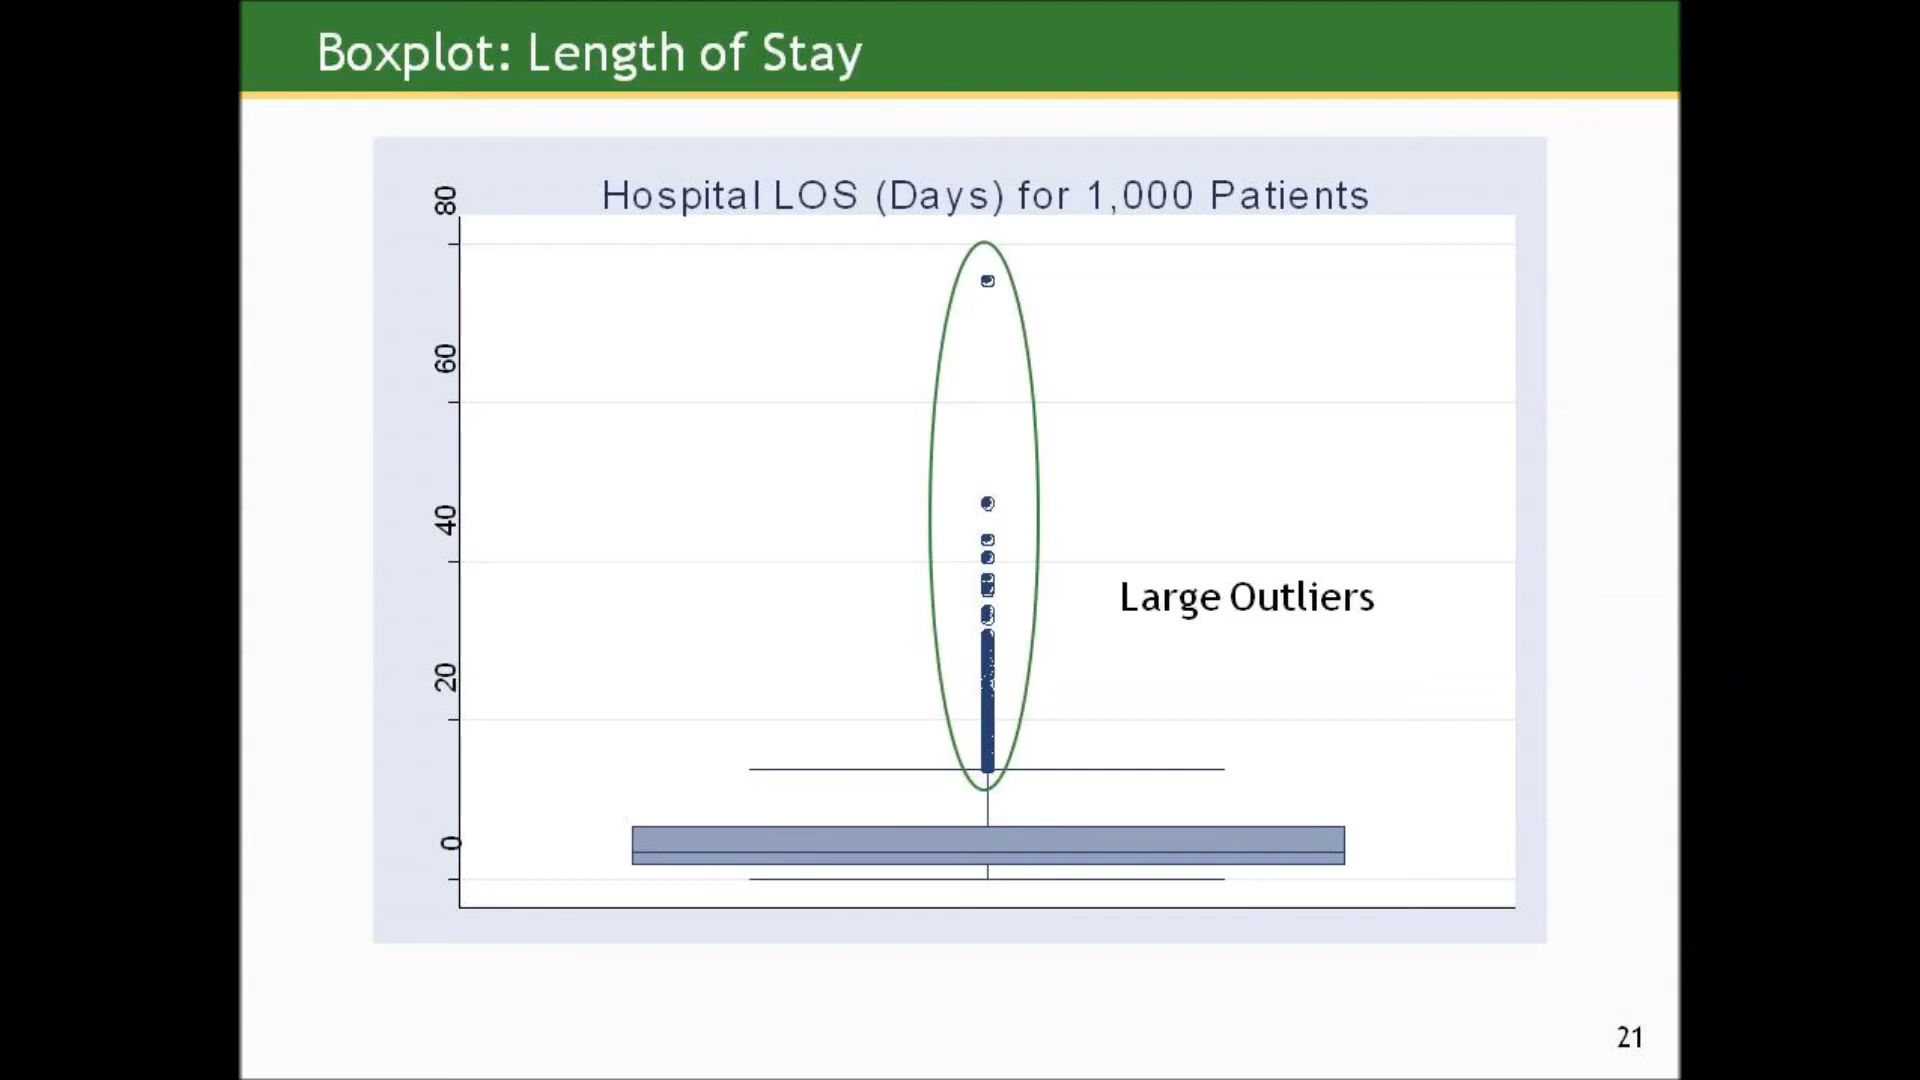 Boxplot: Length of Stay
Hospital LOS (Days) for 1,000 Patients
80
60
40
20
0
Large Outliers
21